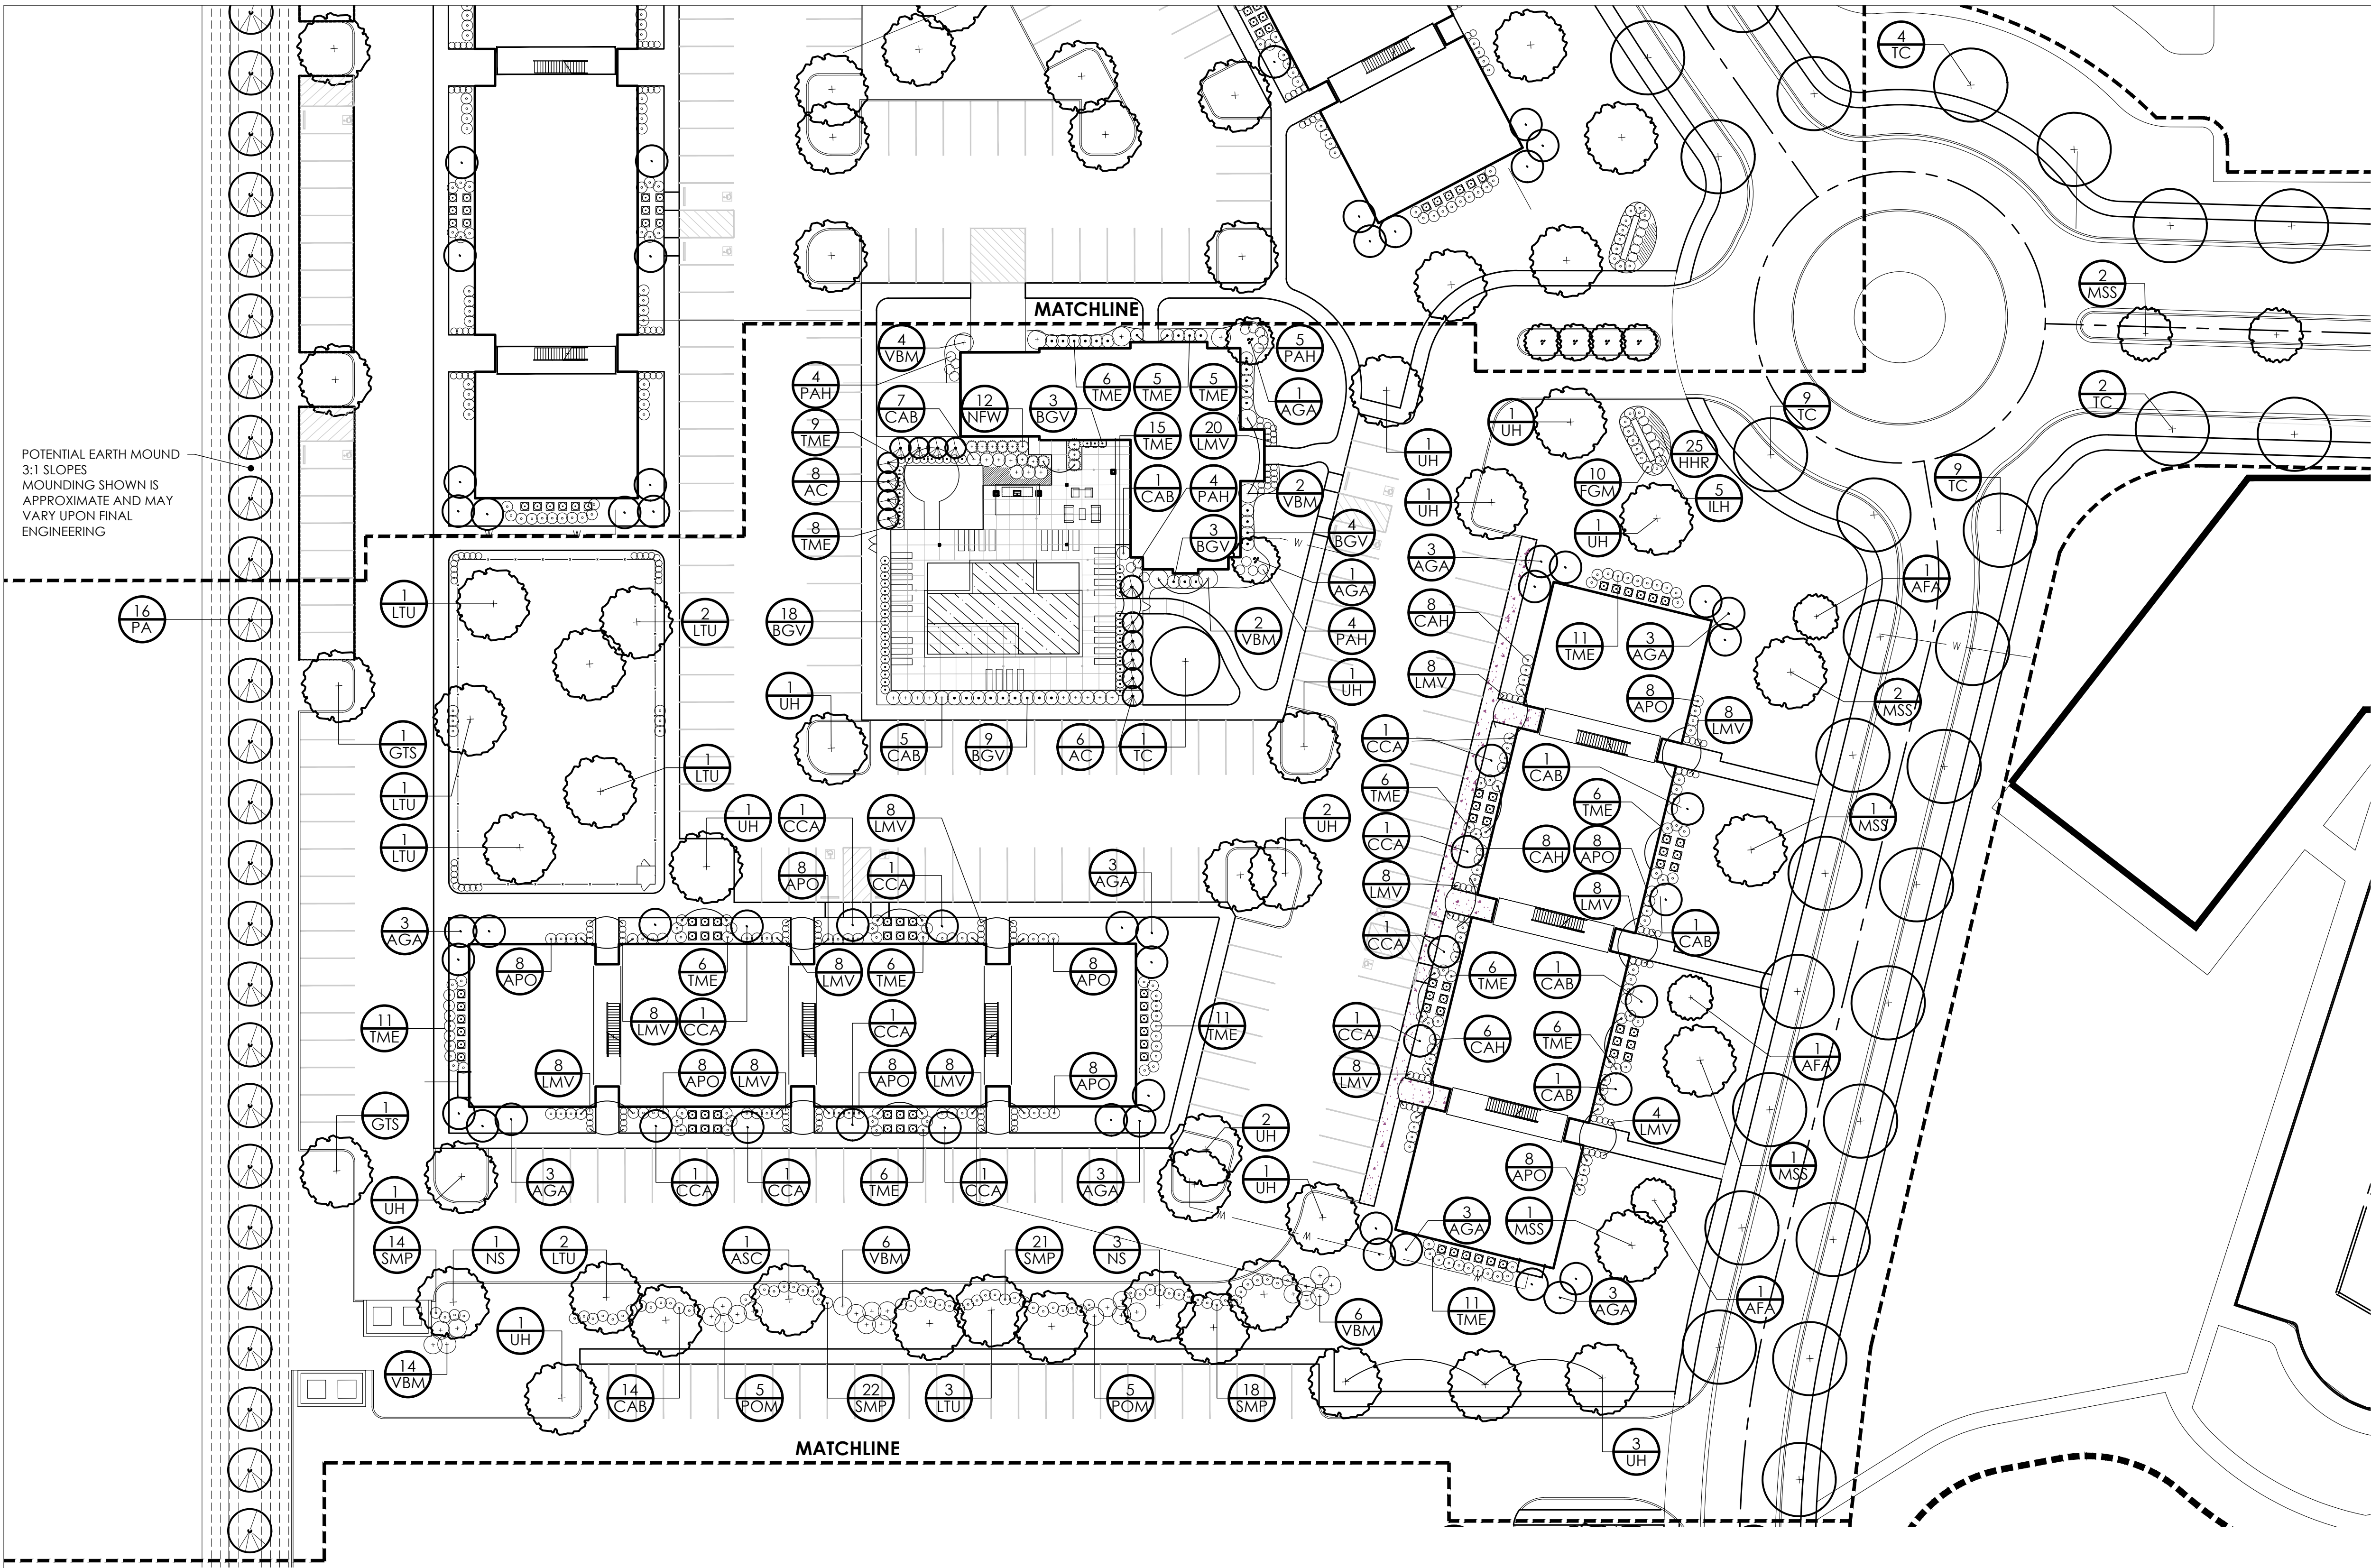 4
TC
2
MSS
MATCHLINE
4
VBM
5
PAH
4
PAH
6
TME
5
TME
5
TME
1
AGA
2
TC
7
CAB
12
NFW
3
BGV
9
TC
1
UH
9
TME
15
TME
20
LMV
1
UH
25
HHR
POTENTIAL EARTH MOUND
3:1 SLOPES
MOUNDING SHOWN IS
APPROXIMATE AND MAY
VARY UPON FINAL
ENGINEERING
8
AC
1
CAB
4
PAH
2
VBM
1
UH
10
FGM
5
ILH
9
TC
8
TME
3
BGV
W
4
BGV
1
UH
3
AGA
1
AGA
1
AFA
1
LTU
16
PA
2
LTU
18
BGV
2
VBM
4
PAH
8
CAH
11
TME
3
AGA
W
1
UH
1
UH
8
LMV
8
APO
2
MSS
8
LMV
1
GTS
5
CAB
9
BGV
6
AC
1
TC
1
CCA
1
LTU
1
CAB
1
LTU
6
TME
6
TME
1
UH
1
CCA
8
LMV
2
UH
1
CCA
1
MSS
1
LTU
8
CAH
8
APO
8
APO
1
CCA
3
AGA
8
LMV
8
LMV
3
AGA
1
CCA
1
CAB
8
APO
6
TME
8
LMV
6
TME
8
APO
6
TME
1
CAB
11
TME
8
LMV
1
CCA
1
CCA
11
TME
1
CCA
6
CAH
6
TME
1
AFA
8
LMV
8
APO
8
LMV
8
APO
8
LMV
8
APO
8
LMV
1
CAB
1
GTS
2
UH
4
LMV
1
UH
3
AGA
1
CCA
1
CCA
6
TME
1
CCA
3
AGA
1
UH
8
APO
1
MSS
W
W
3
AGA
1
MSS
14
SMP
1
NS
2
LTU
1
ASC
6
VBM
21
SMP
3
NS
W
1
UH
6
VBM
11
TME
3
AGA
1
AFA
14
VBM
14
CAB
5
POM
22
SMP
3
LTU
5
POM
18
SMP
MATCHLINE
3
UH